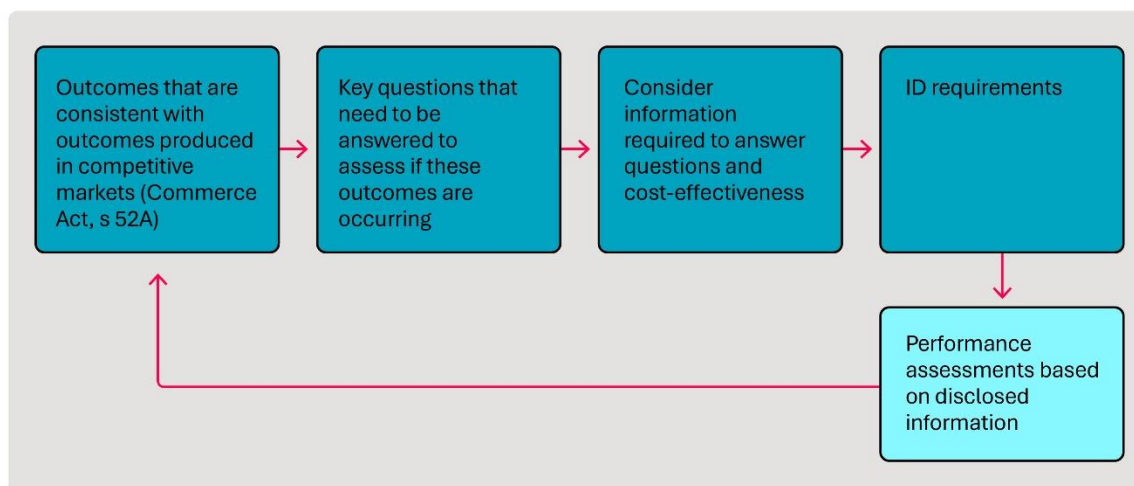 Outcomes that are
consistent with
outcomes produced
in competitive
markets (Commerce
Act, s 52A)
Key questions that
need to be
answered to
assess if these
outcomes are
occurring
Consider
information
required to answer
questions and
cost-effectiveness
ID requirements
Performance
assessments based
on disclosed
information